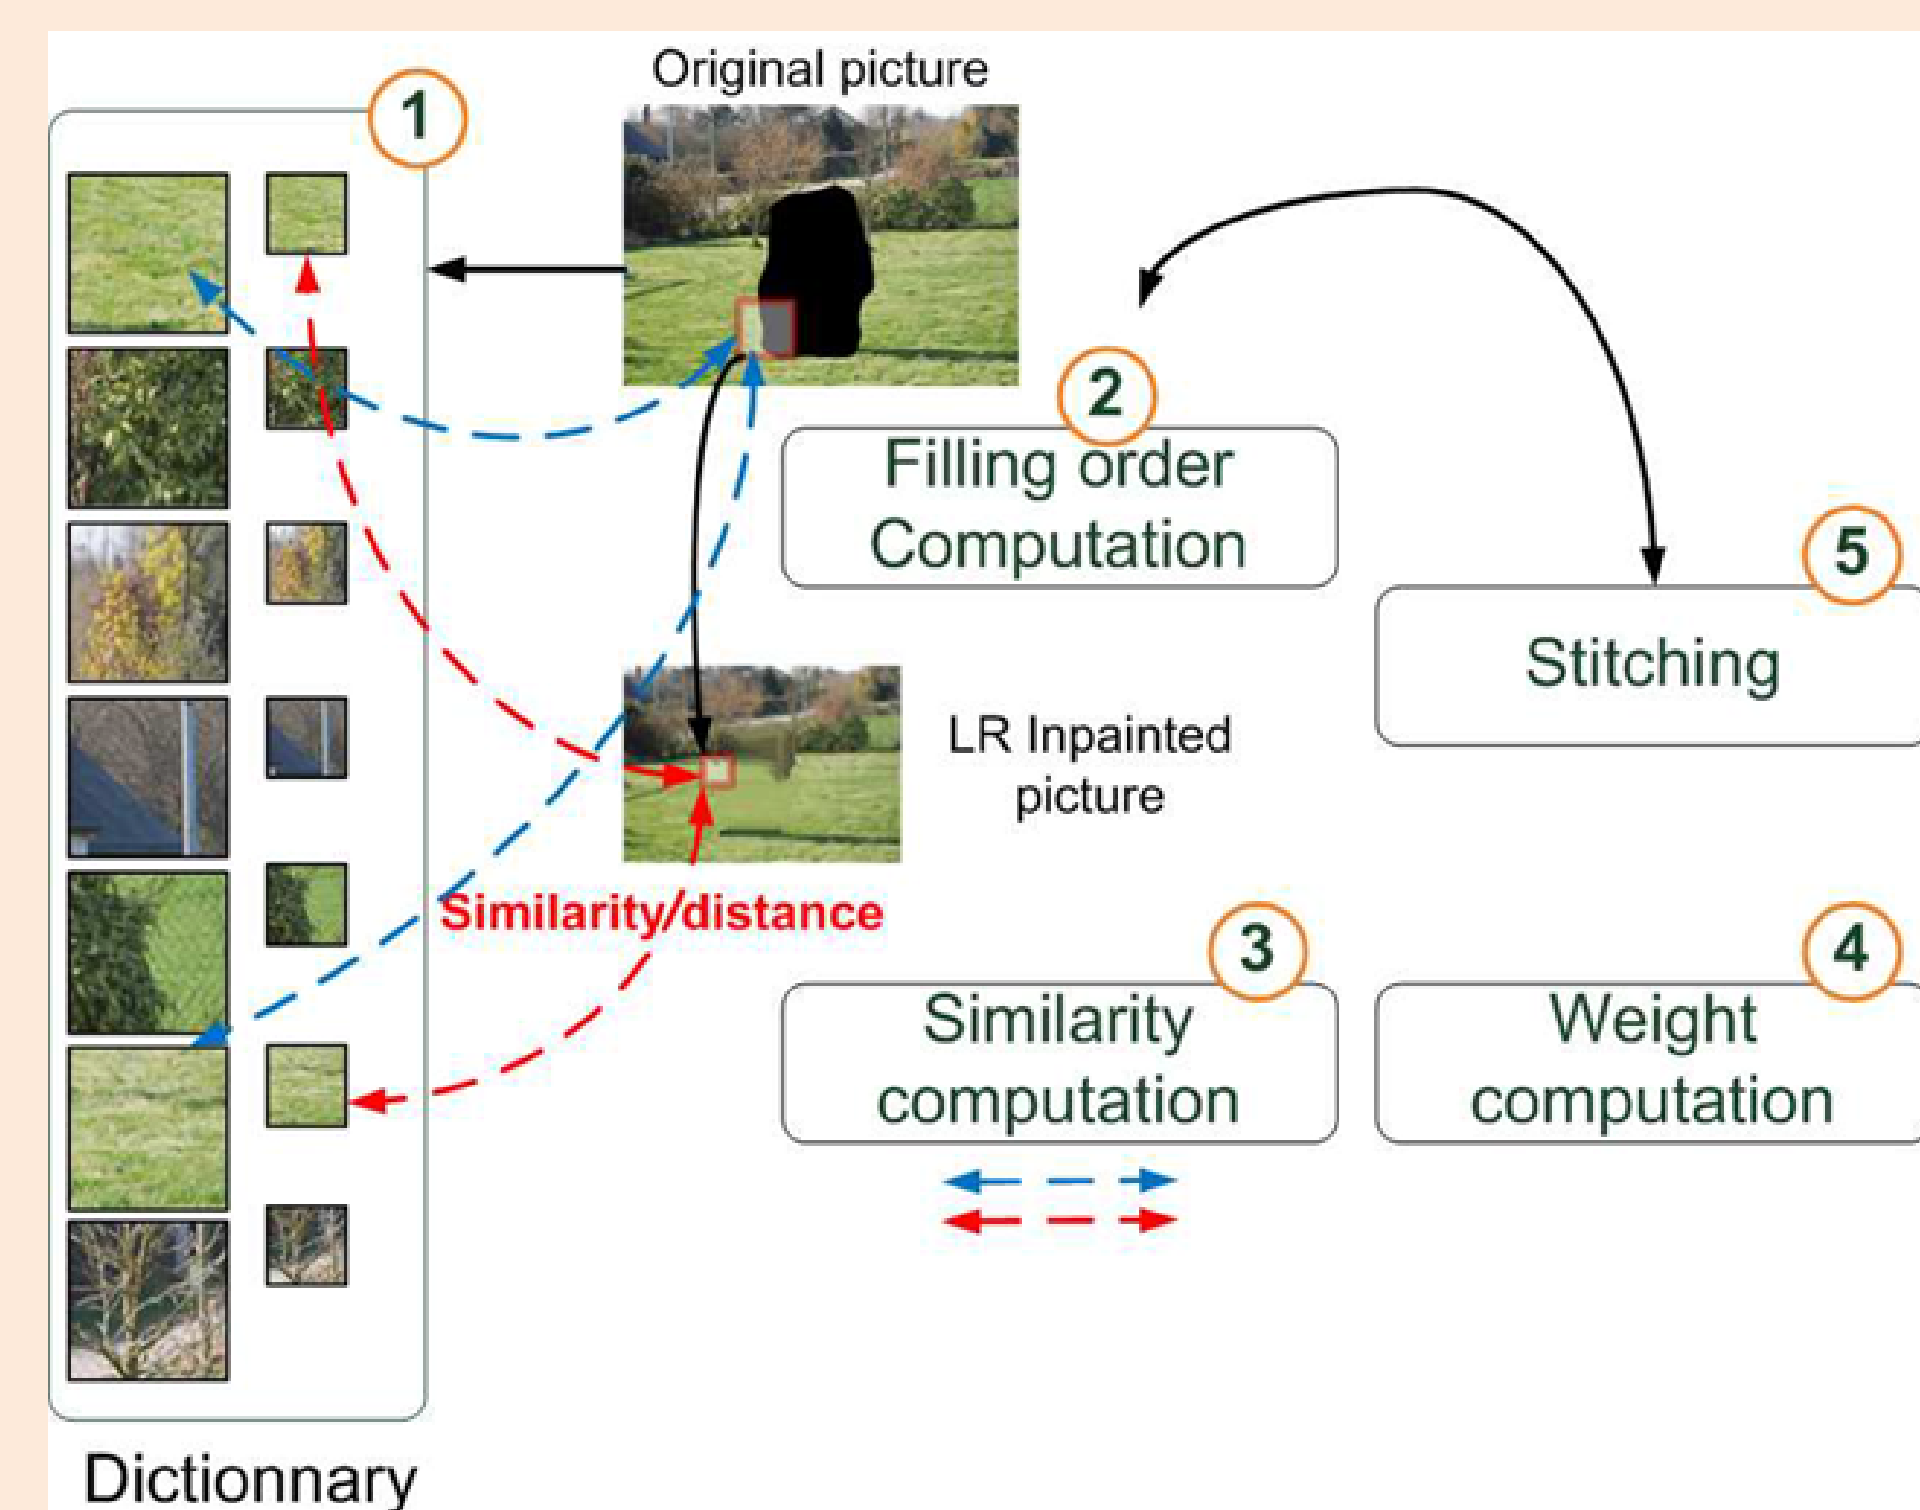 Original picture
1
2
Filling order
Computation
5
Stitching
LR Inpainted
picture
Similarity/distance
3
Similarity
computation
4
Weight
computation
Dictionnary